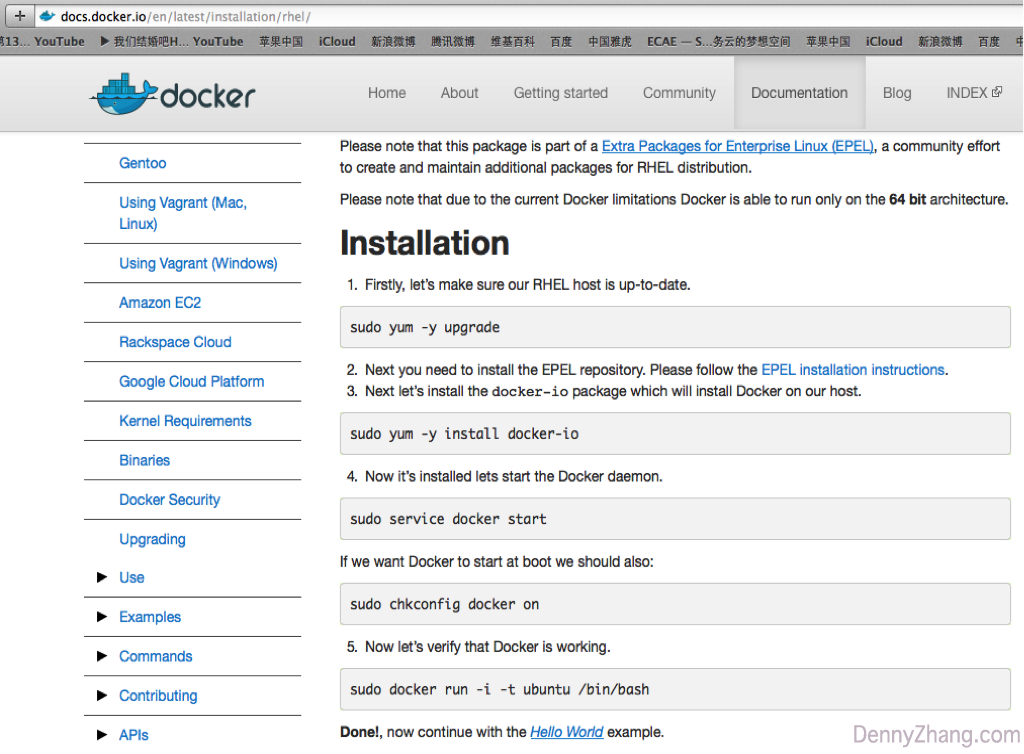 docs.docker.io/en/latest/installation/rhel/
第13... YouTube ▶ 我们结婚吧H... YouTube 苹果中国 iCloud 新浪微博 腾讯微博 维基百科 百度 中国雅虎 ECAE — S...务云的梦想空间 苹果中国 iCloud 新浪微博 百度
docker Home About Getting started Community Documentation Blog INDEX
Gentoo
Using Vagrant (Mac,
Linux)
Using Vagrant (Windows)
Amazon EC2
Rackspace Cloud
Google Cloud Platform
Kernel Requirements
Binaries
Docker Security
Upgrading
Use
Examples
Commands
Contributing
APIs
Please note that this package is part of a Extra Packages for Enterprise Linux (EPEL), a community effort
to create and maintain additional packages for RHEL distribution.
Please note that due to the current Docker limitations Docker is able to run only on the 64 bit architecture.
Installation
1. Firstly, let's make sure our RHEL host is up-to-date.
sudo yum -y upgrade
2. Next you need to install the EPEL repository. Please follow the EPEL installation instructions.
3. Next let's install the docker-io package which will install Docker on our host.
sudo yum -y install docker-io
4. Now it's installed lets start the Docker daemon.
sudo service docker start
If we want Docker to start at boot we should also:
sudo chkconfig docker on
5. Now let's verify that Docker is working.
sudo docker run -i -t ubuntu /bin/bash
Done!, now continue with the Hello World example.
DennyZhang.com